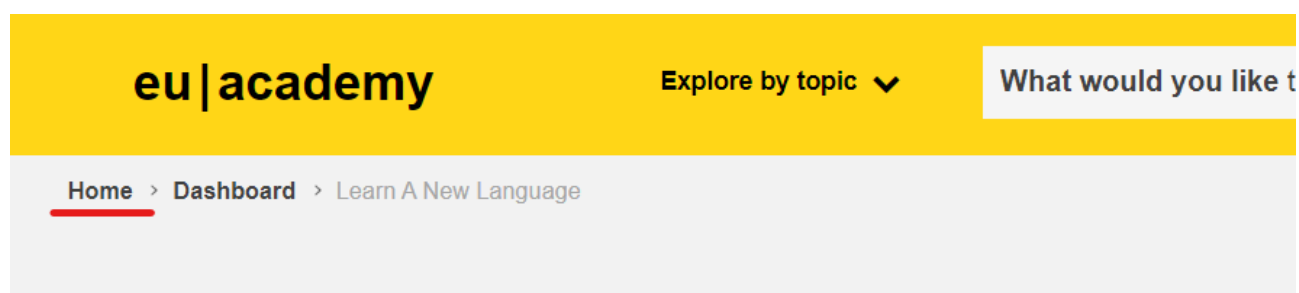 eu|academy
Explore by topic
What would you like t
Home > Dashboard > Learn A New Language